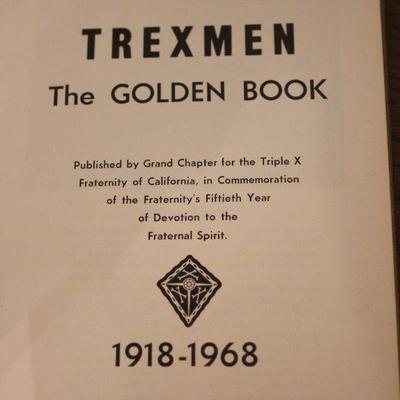 TREXMEN
The GOLDEN BOOK
Published by Grand Chapter for the Triple X
Fraternity of California, in Commemoration
of the Fraternity's Fiftieth Year
of Devotion to the
Fraternal Spirit.
1918-1968